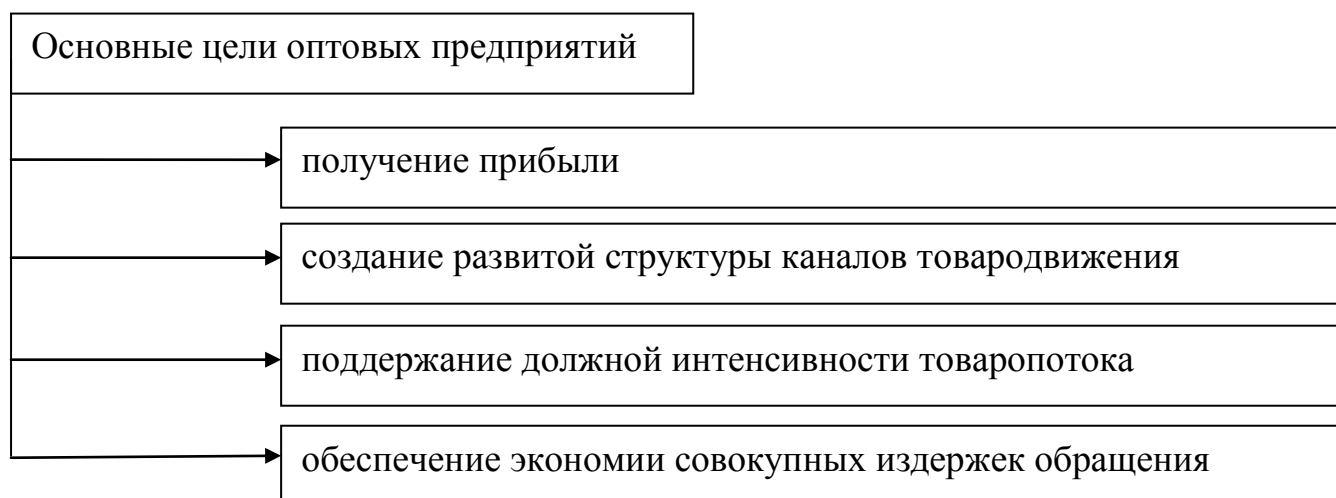 Основные цели оптовых предприятий
получение прибыли
создание развитой структуры каналов товародвижения
поддержание должной интенсивности товаропотока
обеспечение экономии совокупных издержек обращения